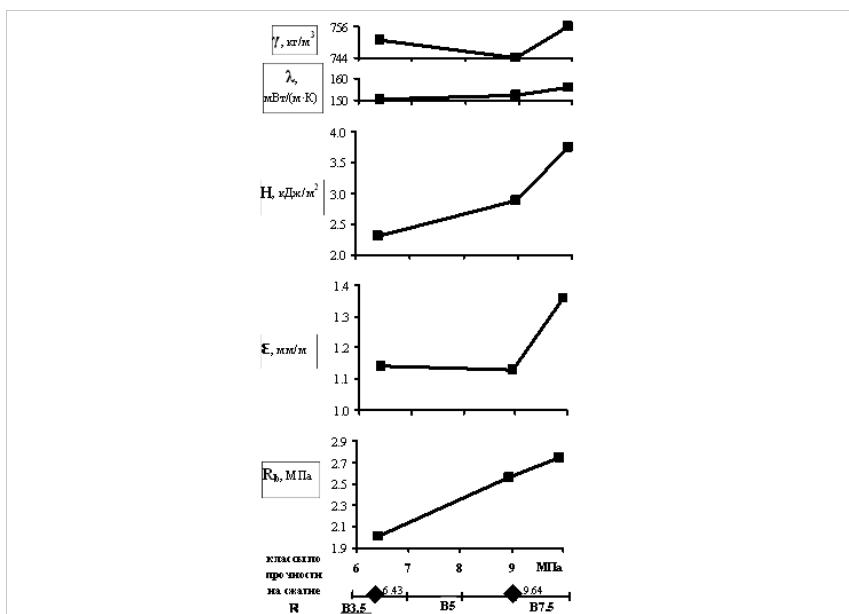 756
γ, кг/м³
744
λ, 160
мВт/(м·К) 150
4.0
3.5
H, кДж/м² 3.0
2.5
2.0
1.4
1.3
ε, мм/м 1.2
1.1
1.0
2.9
2.7
Rb, МПа 2.5
2.3
2.1
1.9
классы по 6 7 8 9 МПа
прочности
на сжатие 6.43 9.64
R B3.5 B5 B7.5